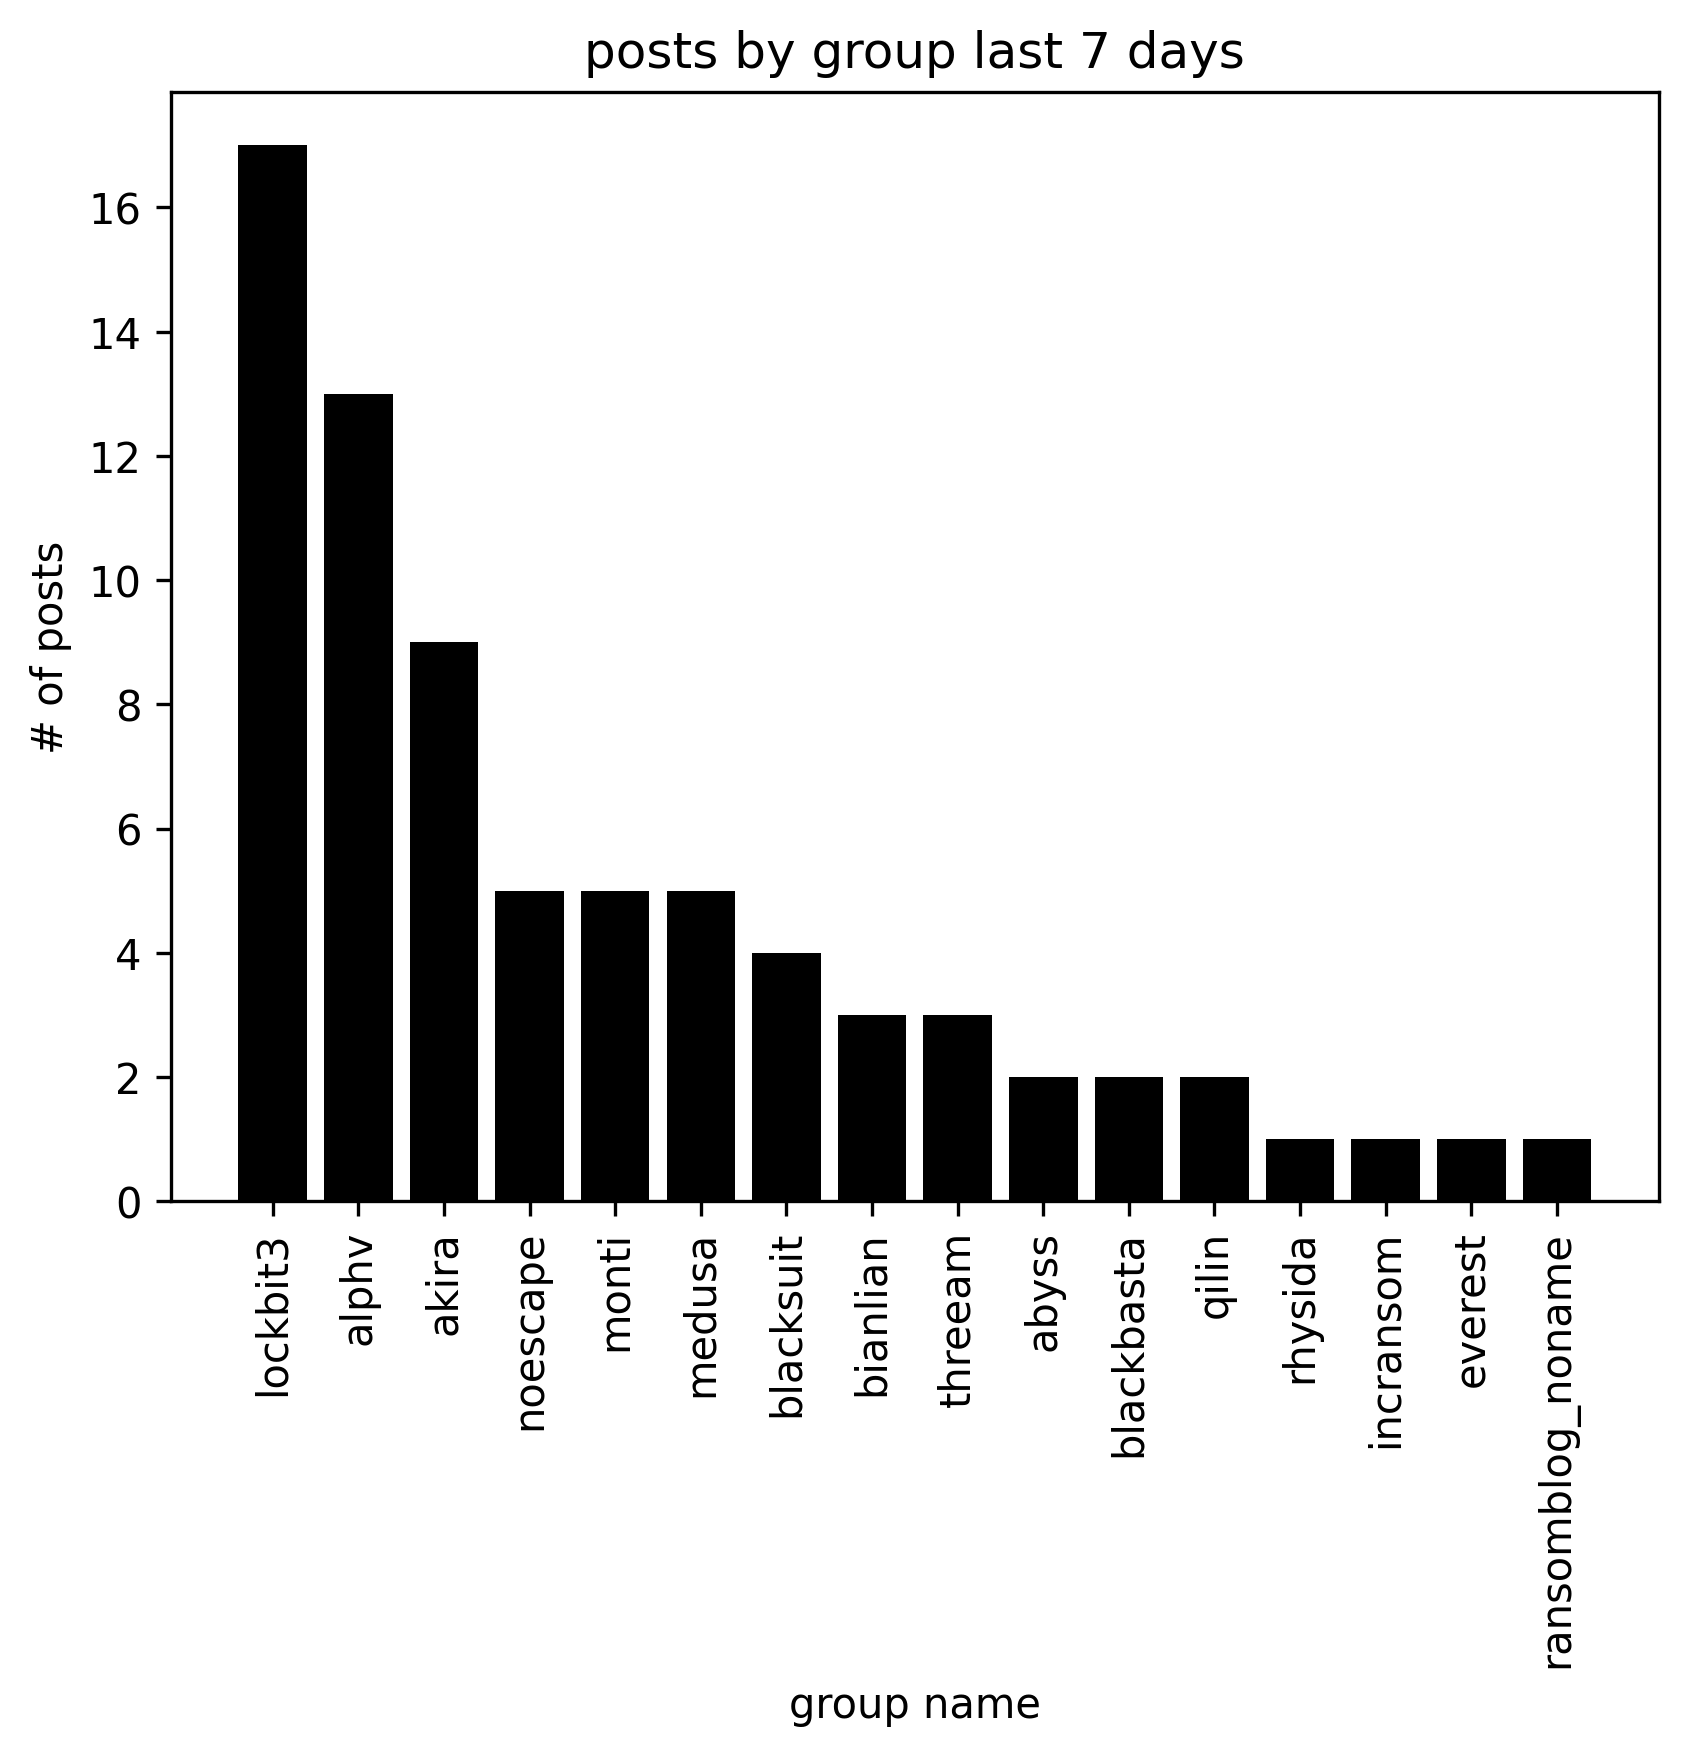 posts by group last 7 days
# of posts
16
14
12
10
8
6
4
2
0
lockbit3
alphv
akira
noescape
monti
medusa
blacksuit
bianlian
threeam
abyss
blackbasta
qilin
rhysida
incransom
everest
ransomblog_noname
group name